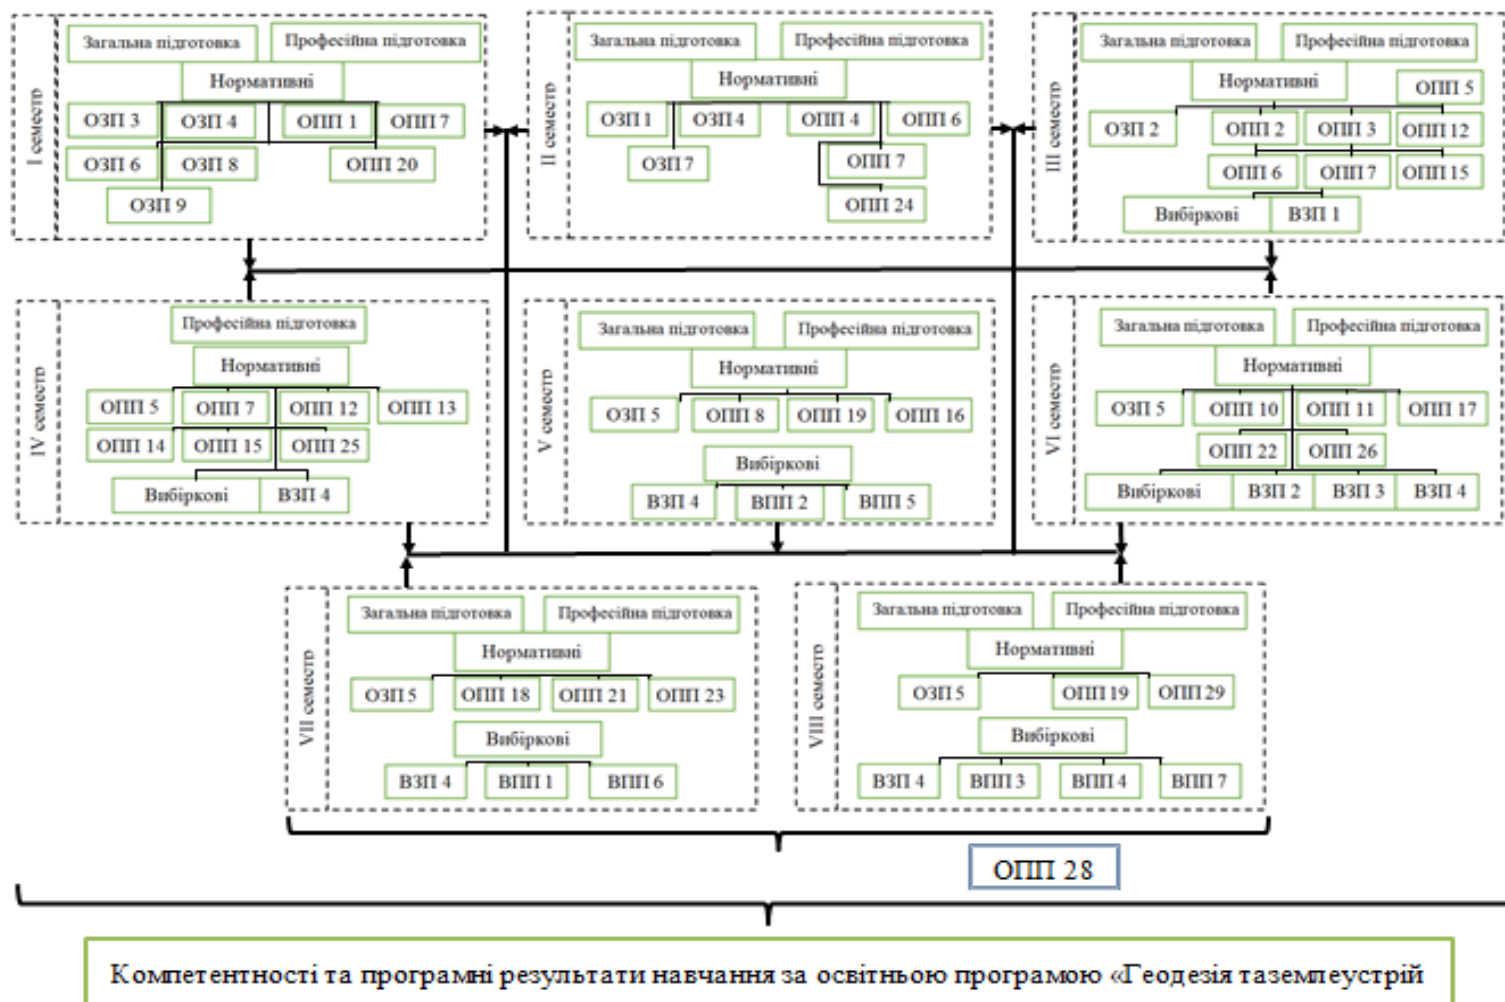 I семестр
Загальна підготовка
Професійна підготовка
Нормативні
ОЗП 3
ОЗП 4
ОПП 1
ОПП 7
ОЗП 6
ОЗП 8
ОПП 20
ОЗП 9
II семестр
Загальна підготовка
Професійна підготовка
Нормативні
ОЗП 1
ОЗП 4
ОПП 4
ОПП 6
ОЗП 7
ОПП 7
ОПП 24
III семестр
Загальна підготовка
Професійна підготовка
Нормативні
ОПП 5
ОЗП 2
ОПП 2
ОПП 3
ОПП 12
ОПП 6
ОПП 7
ОПП 15
Вибіркові
ВЗП 1
IV семестр
Професійна підготовка
Нормативні
ОПП 5
ОПП 7
ОПП 12
ОПП 13
ОПП 14
ОПП 15
ОПП 25
Вибіркові
ВЗП 4
V семестр
Загальна підготовка
Професійна підготовка
Нормативні
ОЗП 5
ОПП 8
ОПП 19
ОПП 16
Вибіркові
ВЗП 4
ВПП 2
ВПП 5
VI семестр
Загальна підготовка
Професійна підготовка
Нормативні
ОЗП 5
ОПП 10
ОПП 11
ОПП 17
ОПП 22
ОПП 26
Вибіркові
ВЗП 2
ВЗП 3
ВЗП 4
VII семестр
Загальна підготовка
Професійна підготовка
Нормативні
ОЗП 5
ОПП 18
ОПП 21
ОПП 23
Вибіркові
ВЗП 4
ВПП 1
ВПП 6
VIII семестр
Загальна підготовка
Професійна підготовка
Нормативні
ОЗП 5
ОПП 19
ОПП 29
Вибіркові
ВЗП 4
ВПП 3
ВПП 4
ВПП 7
ОПП 28
Компетентності та програмні результати навчання за освітньою програмою «Геодезія таземлеустрій